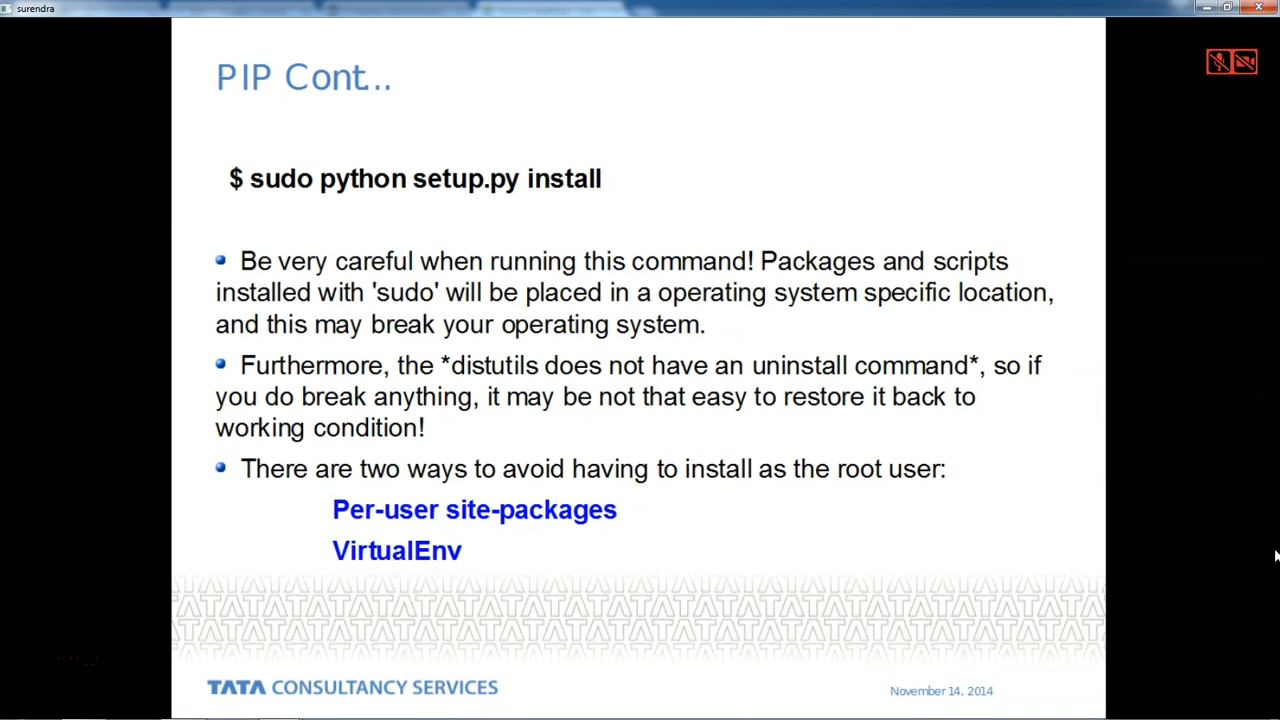 surendra
PIP Cont...
$ sudo python setup.py install
Be very careful when running this command! Packages and scripts
installed with 'sudo' will be placed in a operating system specific location,
and this may break your operating system.
Furthermore, the *distutils does not have an uninstall command*, so if
you do break anything, it may be not that easy to restore it back to
working condition!
There are two ways to avoid having to install as the root user:
Per-user site-packages
VirtualEnv
TATA CONSULTANCY SERVICES
November 14, 2014